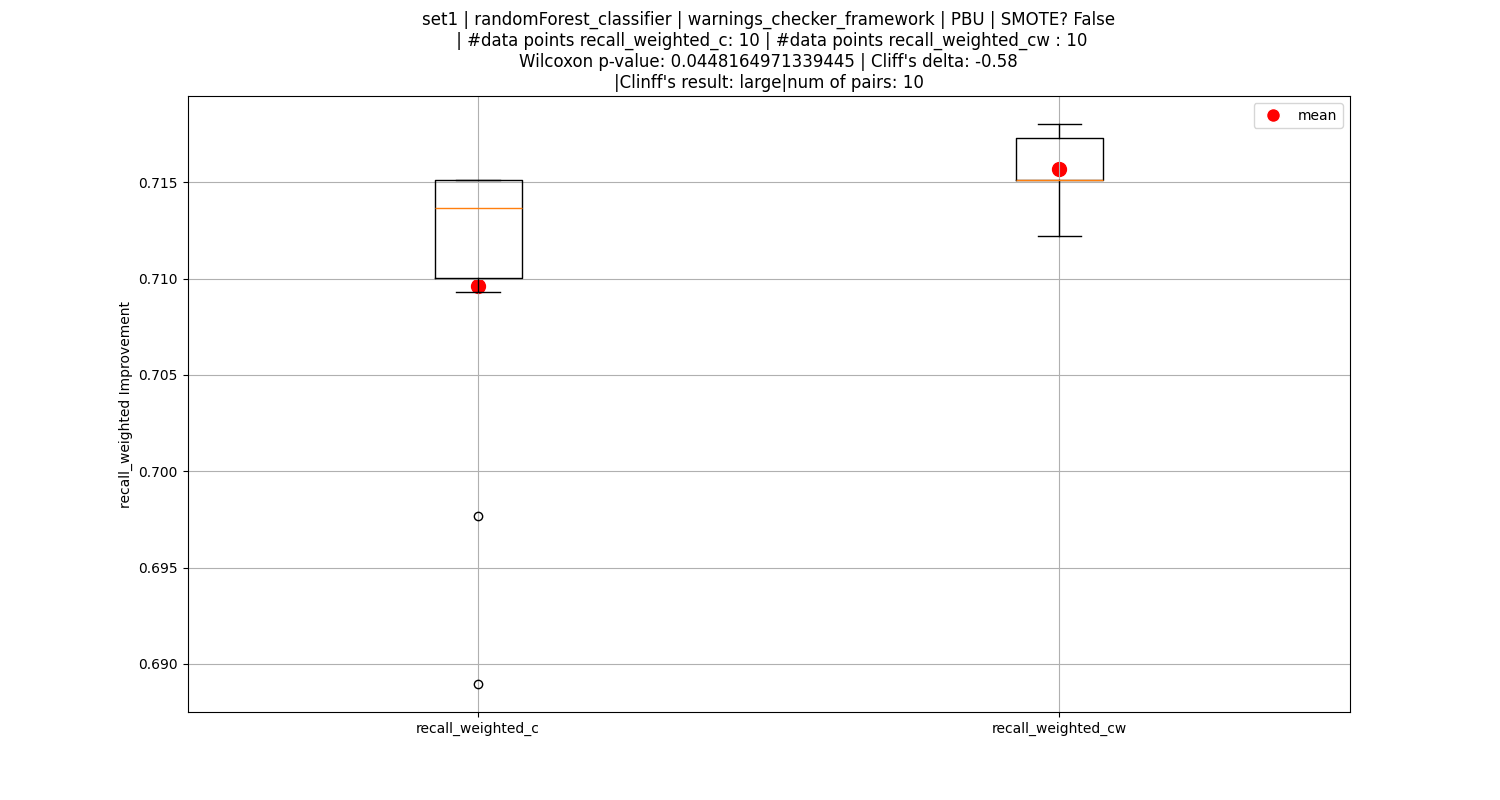 set1 | randomForest_classifier | warnings_checker_framework | PBU | SMOTE? False
| #data points recall_weighted_c: 10 | #data points recall_weighted_cw : 10
Wilcoxon p-value: 0.0448164971339445 | Cliff's delta: -0.58
|Clinff's result: large|num of pairs: 10
mean
0.715
0.710
0.705
0.700
0.695
0.690
recall_weighted Improvement
recall_weighted_c
recall_weighted_cw